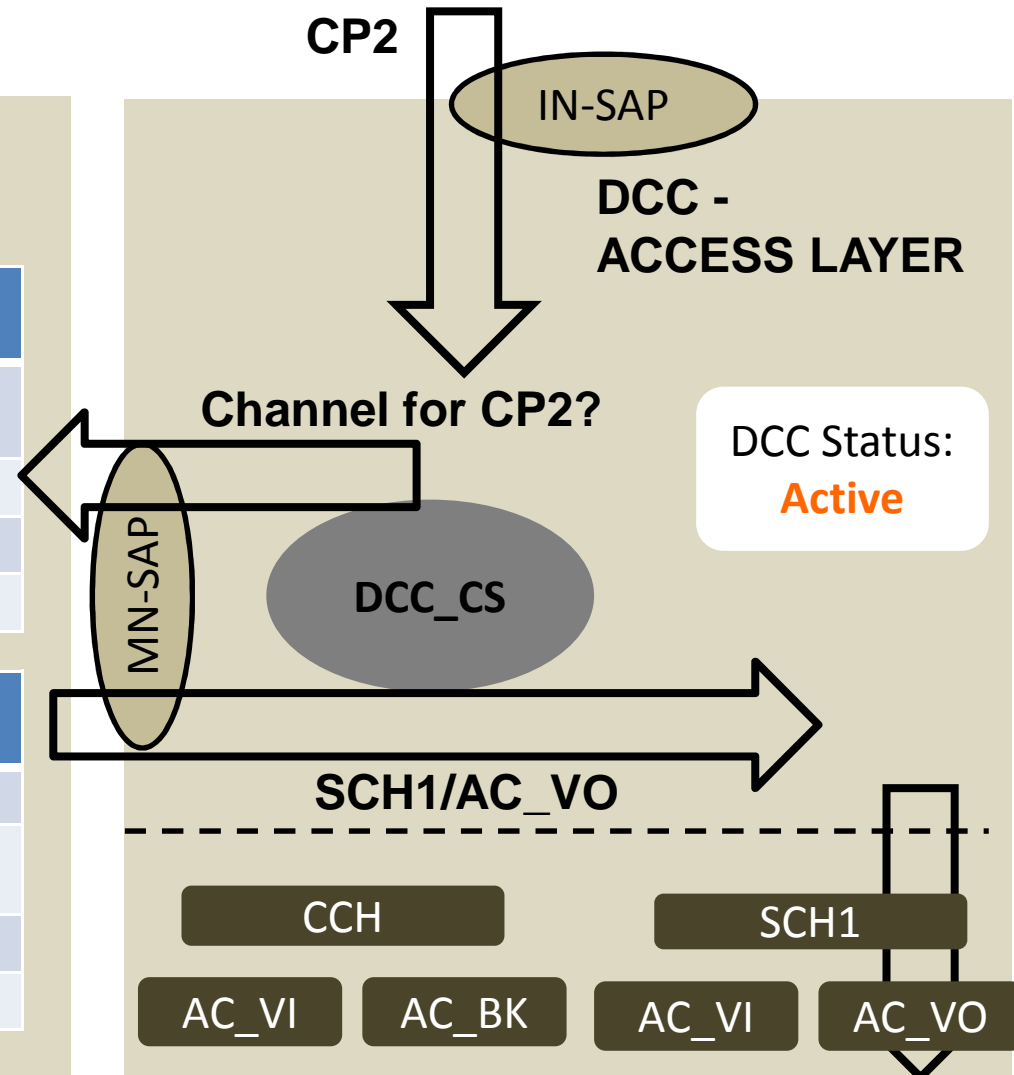 CP2
IN-SAP
DCC -
ACCESS LAYER
Channel for CP2?
DCC Status:
Active
MN-SAP
DCC_CS
SCH1/AC_VO
CCH
SCH1
AC_VI
AC_BK
AC_VI
AC_VO